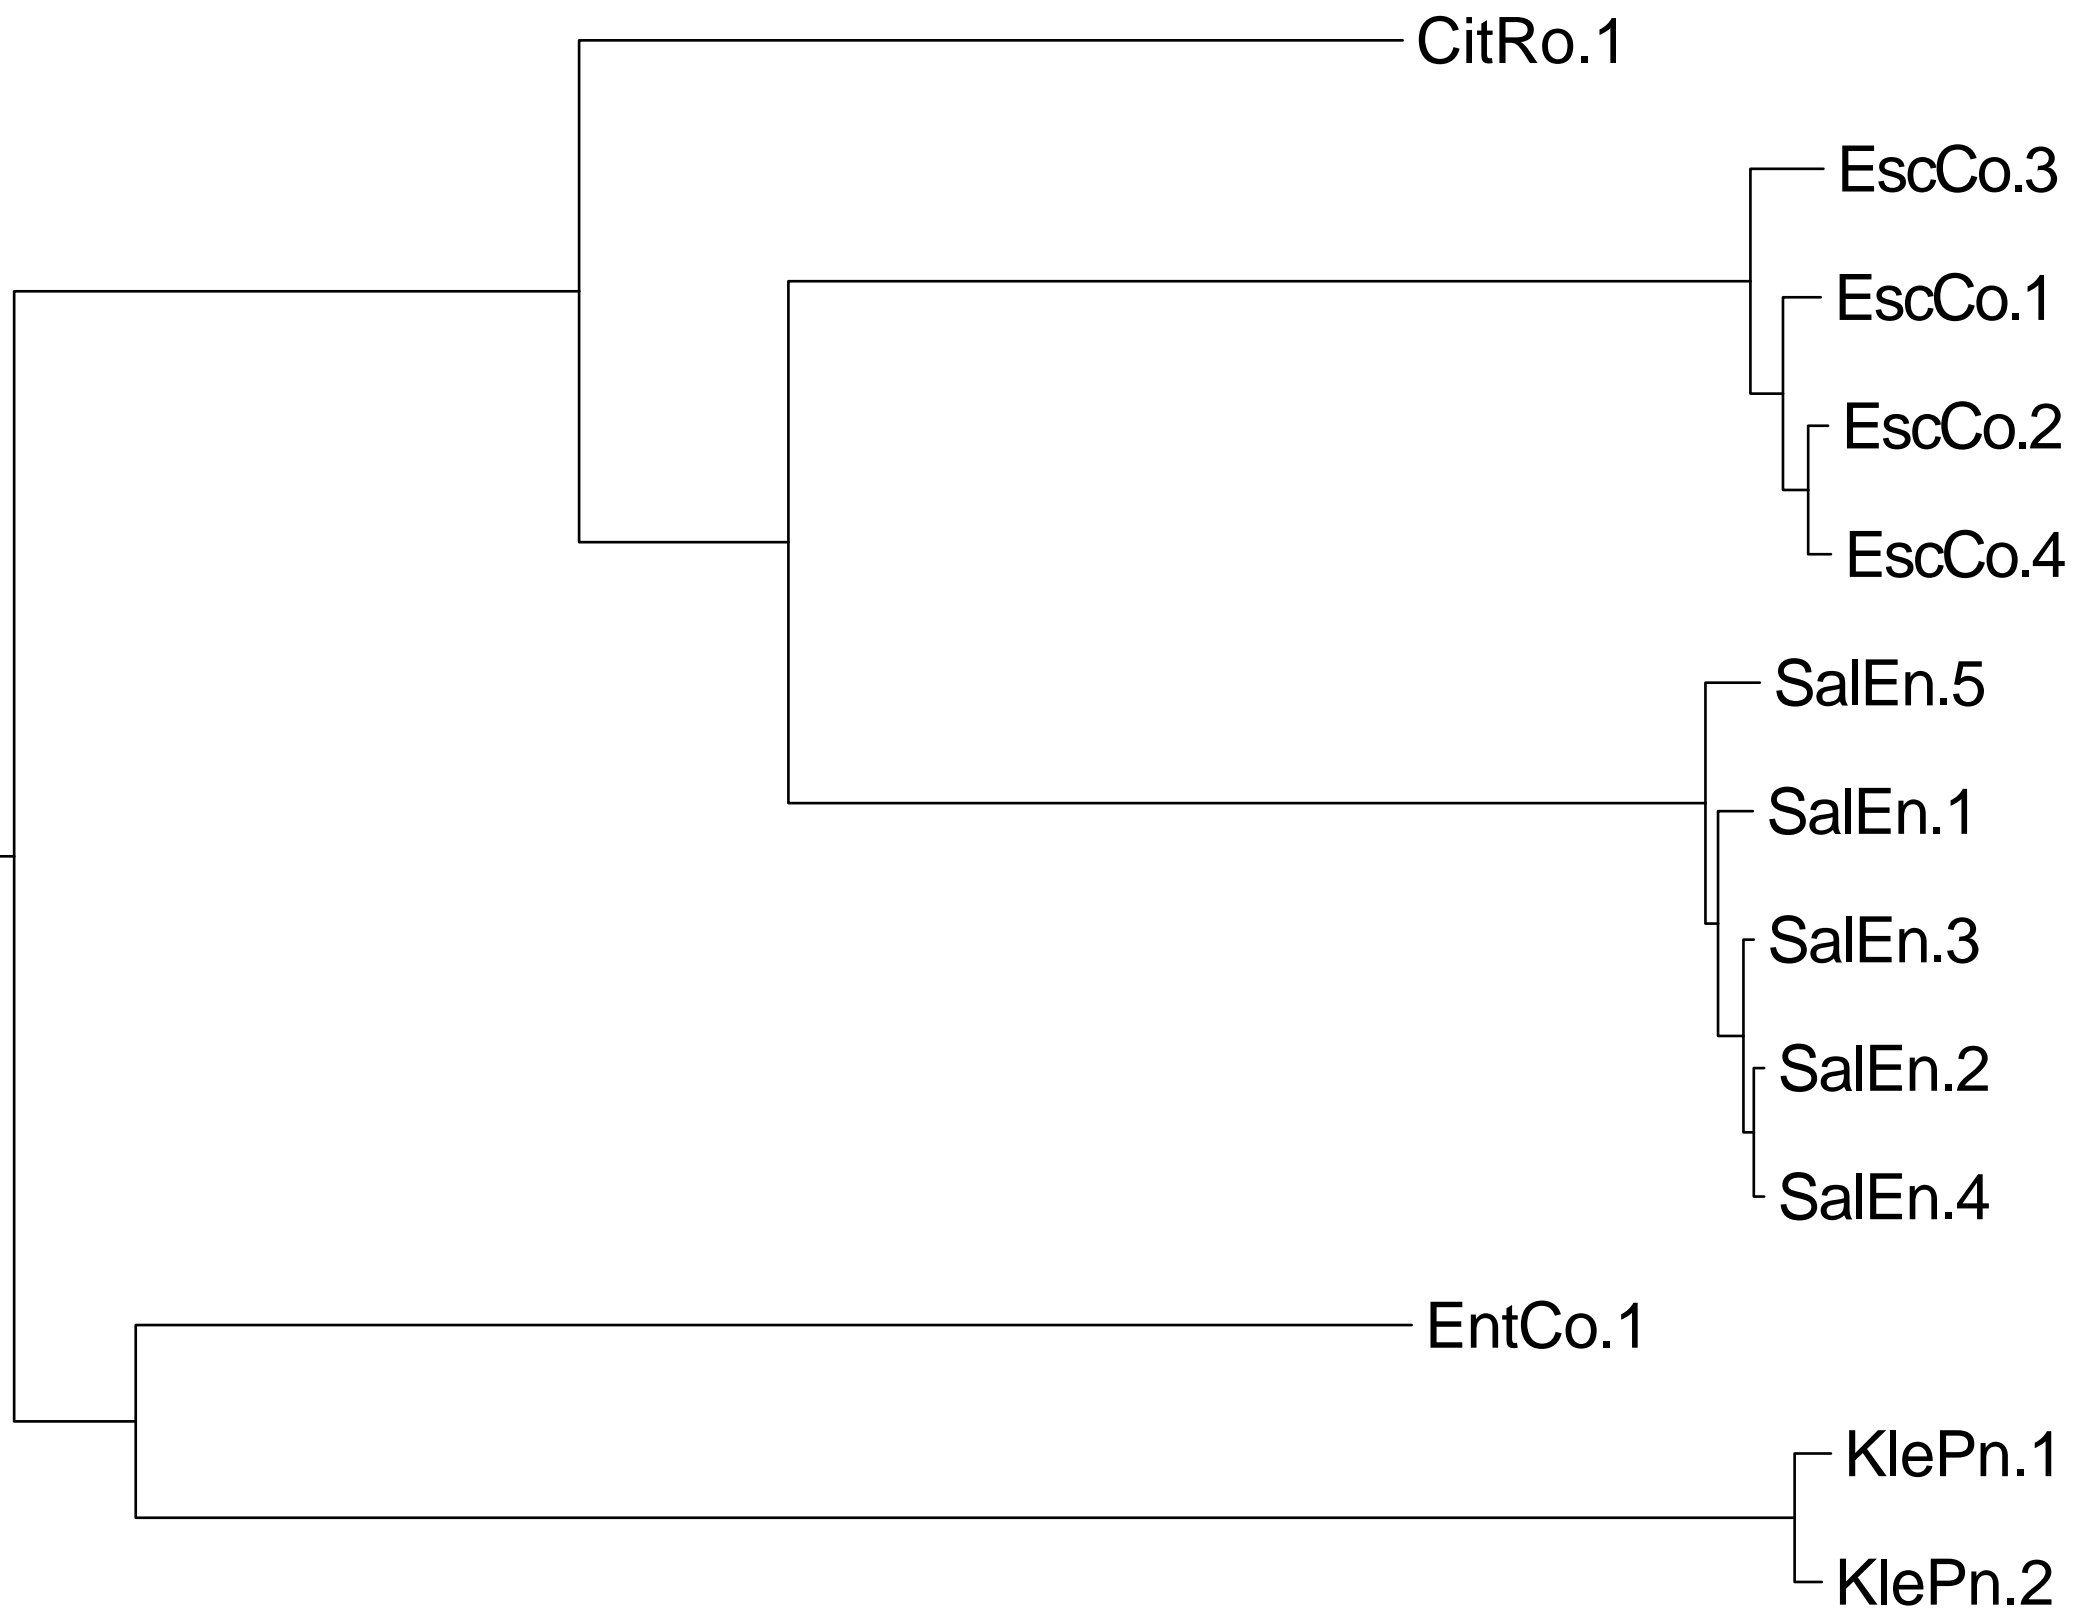 CitRo.1
EscCo.3
EscCo.1
EscCo.2
EscCo.4
SalEn.5
SalEn.1
SalEn.3
SalEn.2
SalEn.4
EntCo.1
KlePn.1
KlePn.2